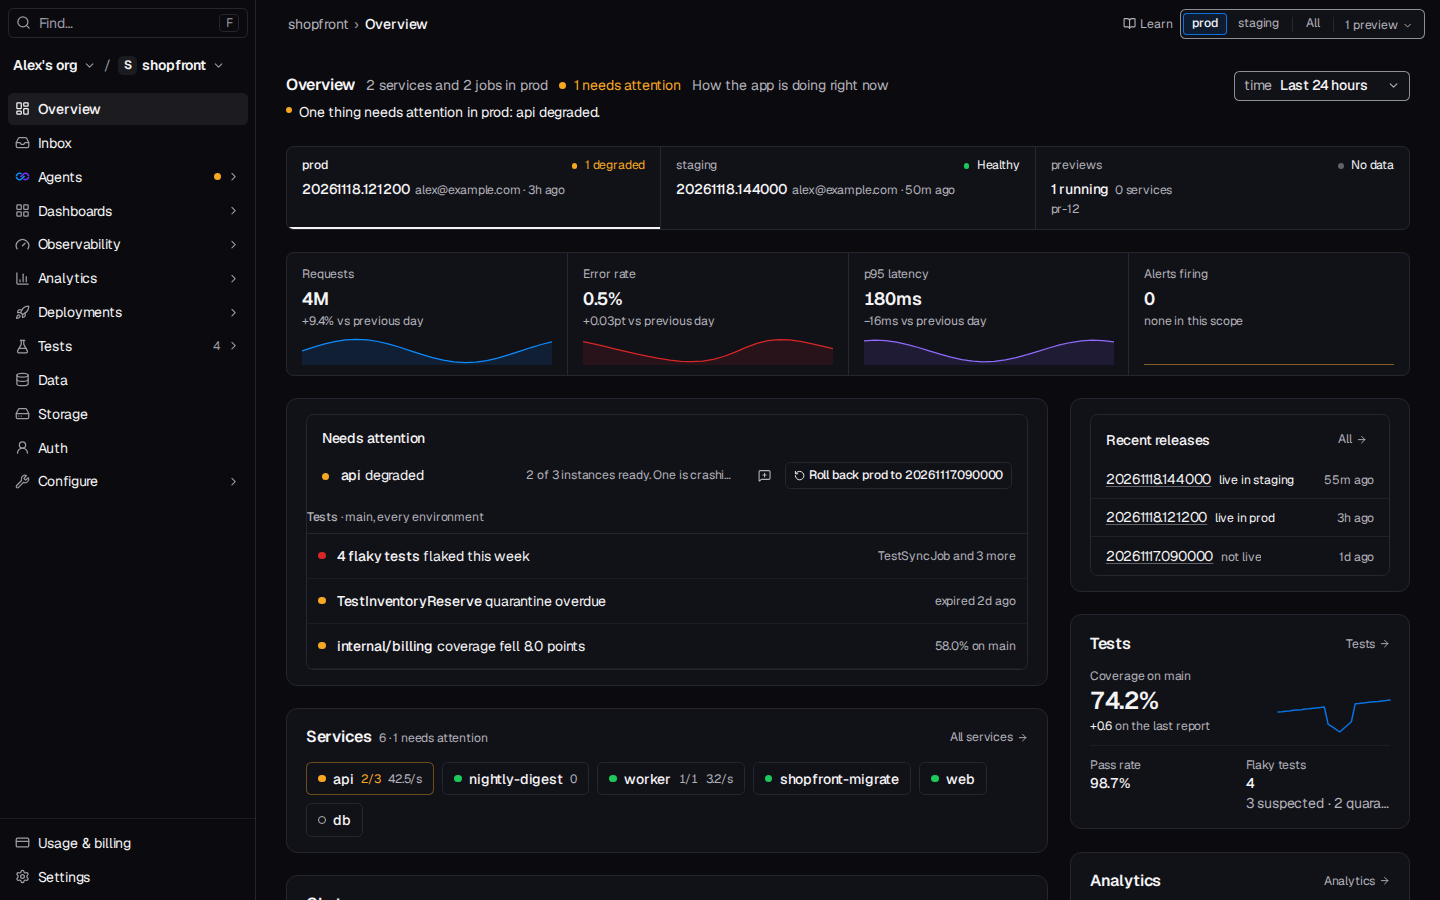 Find...
F
shopfront › Overview
Learn
prod
staging
All
1 preview
Alex's org / S shopfront
Overview
Inbox
Agents
Dashboards
Observability
Analytics
Deployments
Tests 4
Data
Storage
Auth
Configure
Usage & billing
Settings
Overview 2 services and 2 jobs in prod 1 needs attention How the app is doing right now
time Last 24 hours
One thing needs attention in prod: api degraded.
prod 1 degraded
20261118.121200 alex@example.com · 3h ago
staging Healthy
20261118.144000 alex@example.com · 50m ago
previews No data
1 running 0 services
pr-12
Requests
4M
+9.4% vs previous day
Error rate
0.5%
+0.03pt vs previous day
p95 latency
180ms
−16ms vs previous day
Alerts firing
0
none in this scope
Needs attention
api degraded 2 of 3 instances ready. One is crashi... Roll back prod to 20261117.090000
Tests · main, every environment
4 flaky tests flaked this week TestSyncJob and 3 more
TestInventoryReserve quarantine overdue expired 2d ago
internal/billing coverage fell 8.0 points 58.0% on main
Recent releases All →
20261118.144000 live in staging 55m ago
20261118.121200 live in prod 3h ago
20261117.090000 not live 1d ago
Services 6 · 1 needs attention All services →
api 2/3 42.5/s
nightly-digest 0
worker 1/1 3.2/s
shopfront-migrate
web
db
Tests Tests →
Coverage on main
74.2%
+0.6 on the last report
Pass rate
98.7%
Flaky tests
4
3 suspected · 2 quara...
Analytics Analytics →